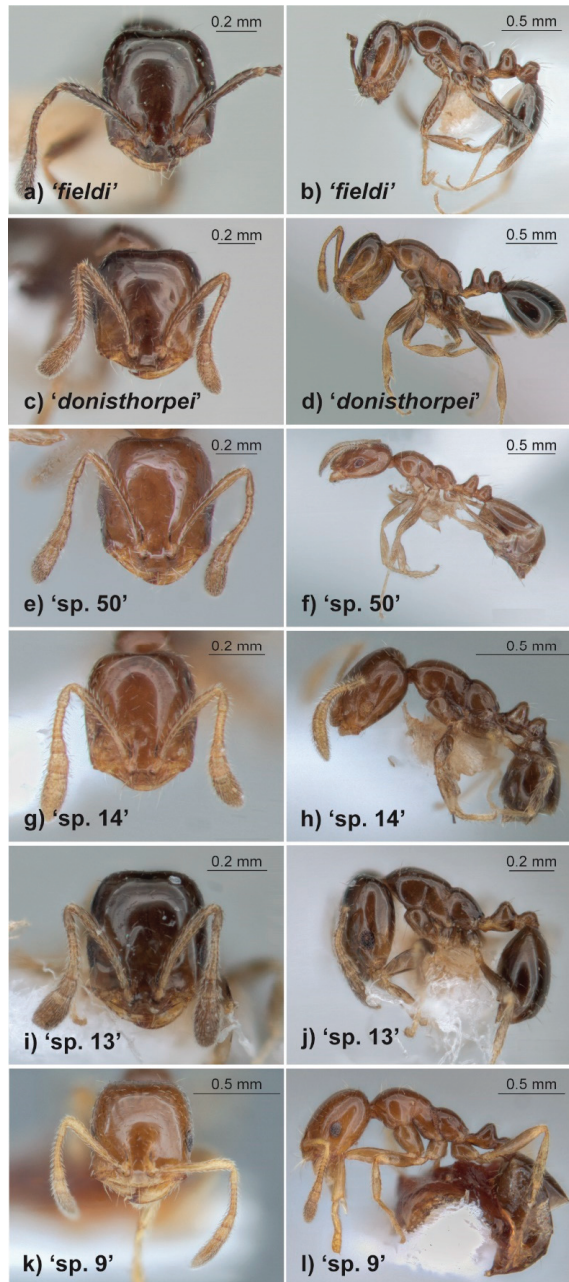 0.2 mm
a) ‘fieldi’
0.5 mm
b) ‘fieldi’
0.2 mm
c) ‘donisthorpei’
0.5 mm
d) ‘donisthorpei’
0.2 mm
e) ‘sp. 50’
0.5 mm
f) ‘sp. 50’
0.2 mm
g) ‘sp. 14’
0.5 mm
h) ‘sp. 14’
0.2 mm
i) ‘sp. 13’
0.2 mm
j) ‘sp. 13’
0.5 mm
k) ‘sp. 9’
0.5 mm
l) ‘sp. 9’